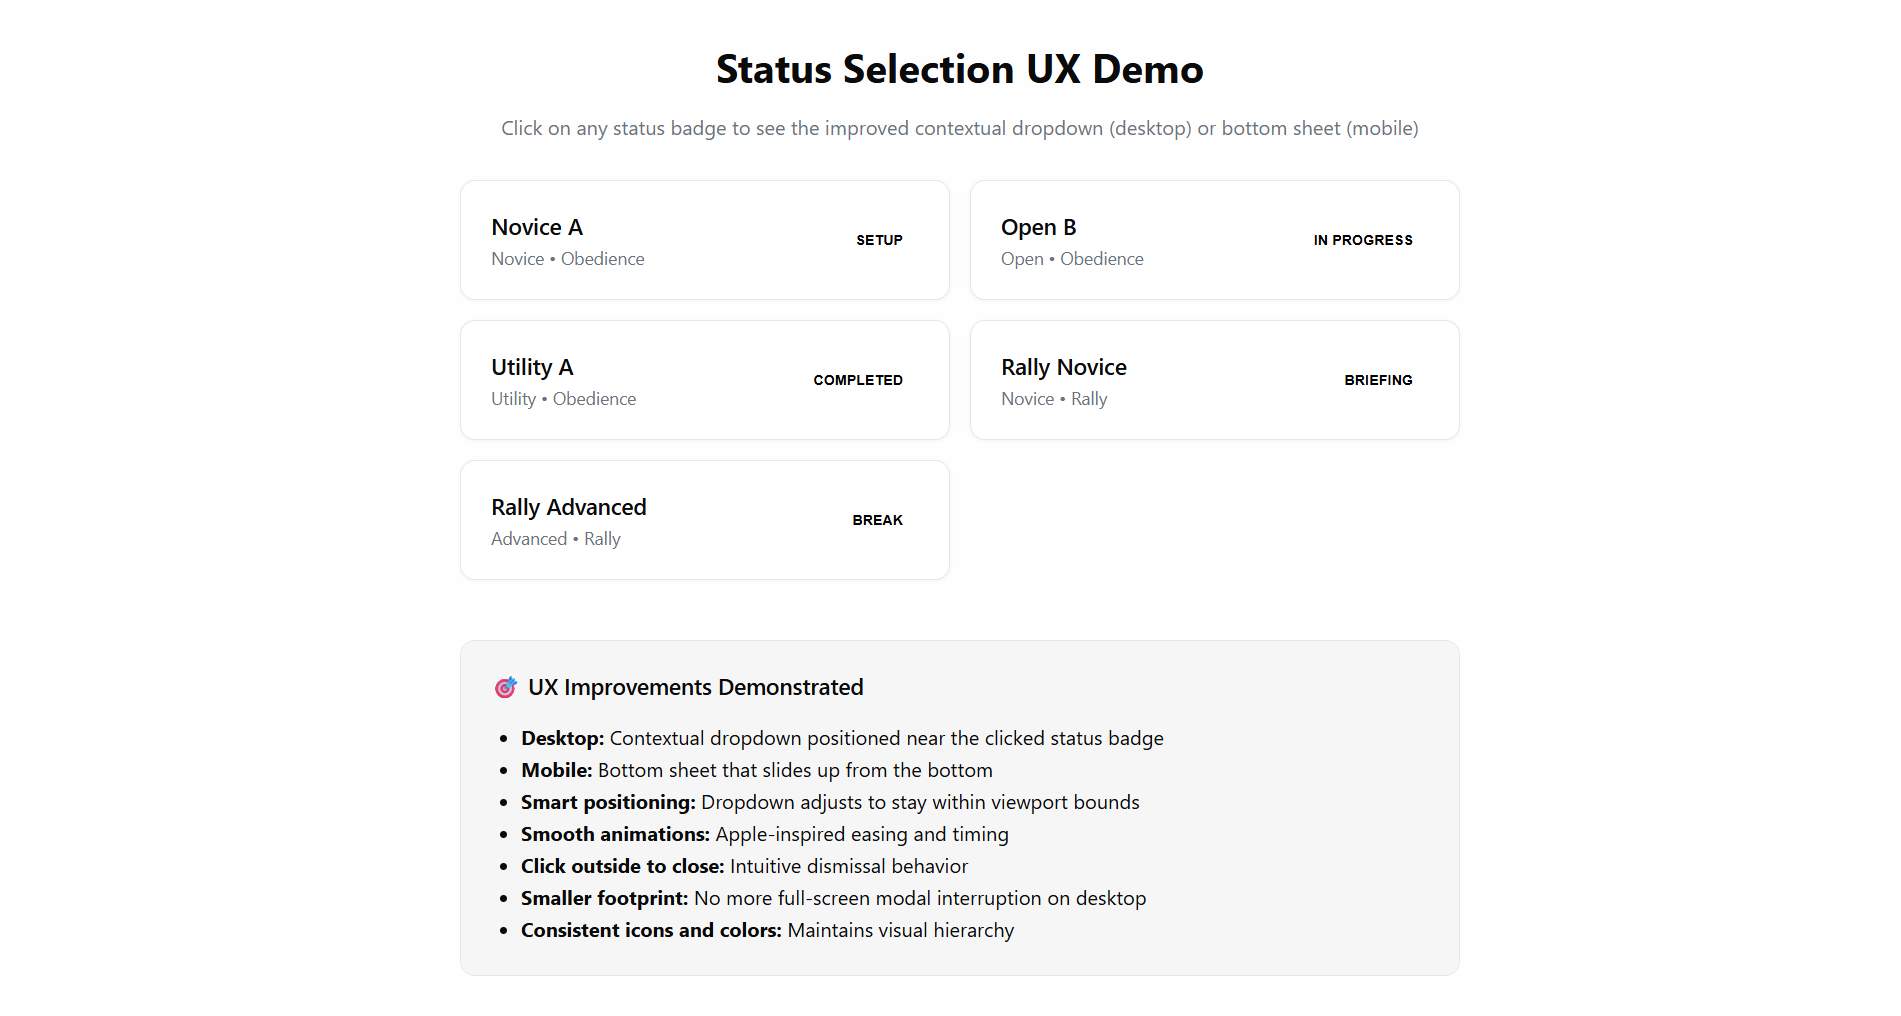 Status Selection UX Demo
Click on any status badge to see the improved contextual dropdown (desktop) or bottom sheet (mobile)
Novice A
Novice • Obedience
SETUP
Open B
Open • Obedience
IN PROGRESS
Utility A
Utility • Obedience
COMPLETED
Rally Novice
Novice • Rally
BRIEFING
Rally Advanced
Advanced • Rally
BREAK
🎯 UX Improvements Demonstrated
• Desktop: Contextual dropdown positioned near the clicked status badge
• Mobile: Bottom sheet that slides up from the bottom
• Smart positioning: Dropdown adjusts to stay within viewport bounds
• Smooth animations: Apple-inspired easing and timing
• Click outside to close: Intuitive dismissal behavior
• Smaller footprint: No more full-screen modal interruption on desktop
• Consistent icons and colors: Maintains visual hierarchy